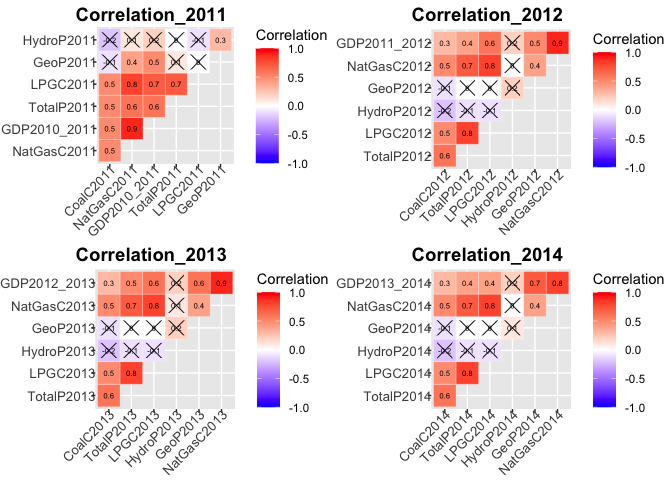 Correlation_2011
HydroP2011 0.3
GeoP2011 0.4 0.5
LPGC2011 0.5 0.8 0.7 0.7
TotalP2011 0.5 0.6 0.6
GDP2010_2011 0.5 0.9
NatGasC2011 0.5
CoalC2011 NatGasC2011 GDP2010_2011 TotalP2011 LPGC2011 GeoP2011
Correlation
1.0
0.5
0.0
-0.5
-1.0
Correlation_2012
GDP2011_2012 0.3 0.4 0.6 0.2 0.5 0.9
NatGasC2012 0.5 0.7 0.8 0.4
GeoP2012
HydroP2012
LPGC2012 0.5 0.8
TotalP2012 0.6
CoalC2012 TotalP2012 LPGC2012 HydroP2012 GeoP2012 NatGasC2012
Correlation
1.0
0.5
0.0
-0.5
-1.0
Correlation_2013
GDP2012_2013 0.3 0.5 0.6 0.2 0.6 0.9
NatGasC2013 0.5 0.7 0.8 0.4
GeoP2013
HydroP2013
LPGC2013 0.5 0.8
TotalP2013 0.6
CoalC2013 TotalP2013 LPGC2013 HydroP2013 GeoP2013 NatGasC2013
Correlation
1.0
0.5
0.0
-0.5
-1.0
Correlation_2014
GDP2013_2014 0.3 0.4 0.4 0.2 0.7 0.8
NatGasC2014 0.5 0.7 0.8 0.4
GeoP2014
HydroP2014
LPGC2014 0.5 0.8
TotalP2014 0.6
CoalC2014 TotalP2014 LPGC2014 HydroP2014 GeoP2014 NatGasC2014
Correlation
1.0
0.5
0.0
-0.5
-1.0